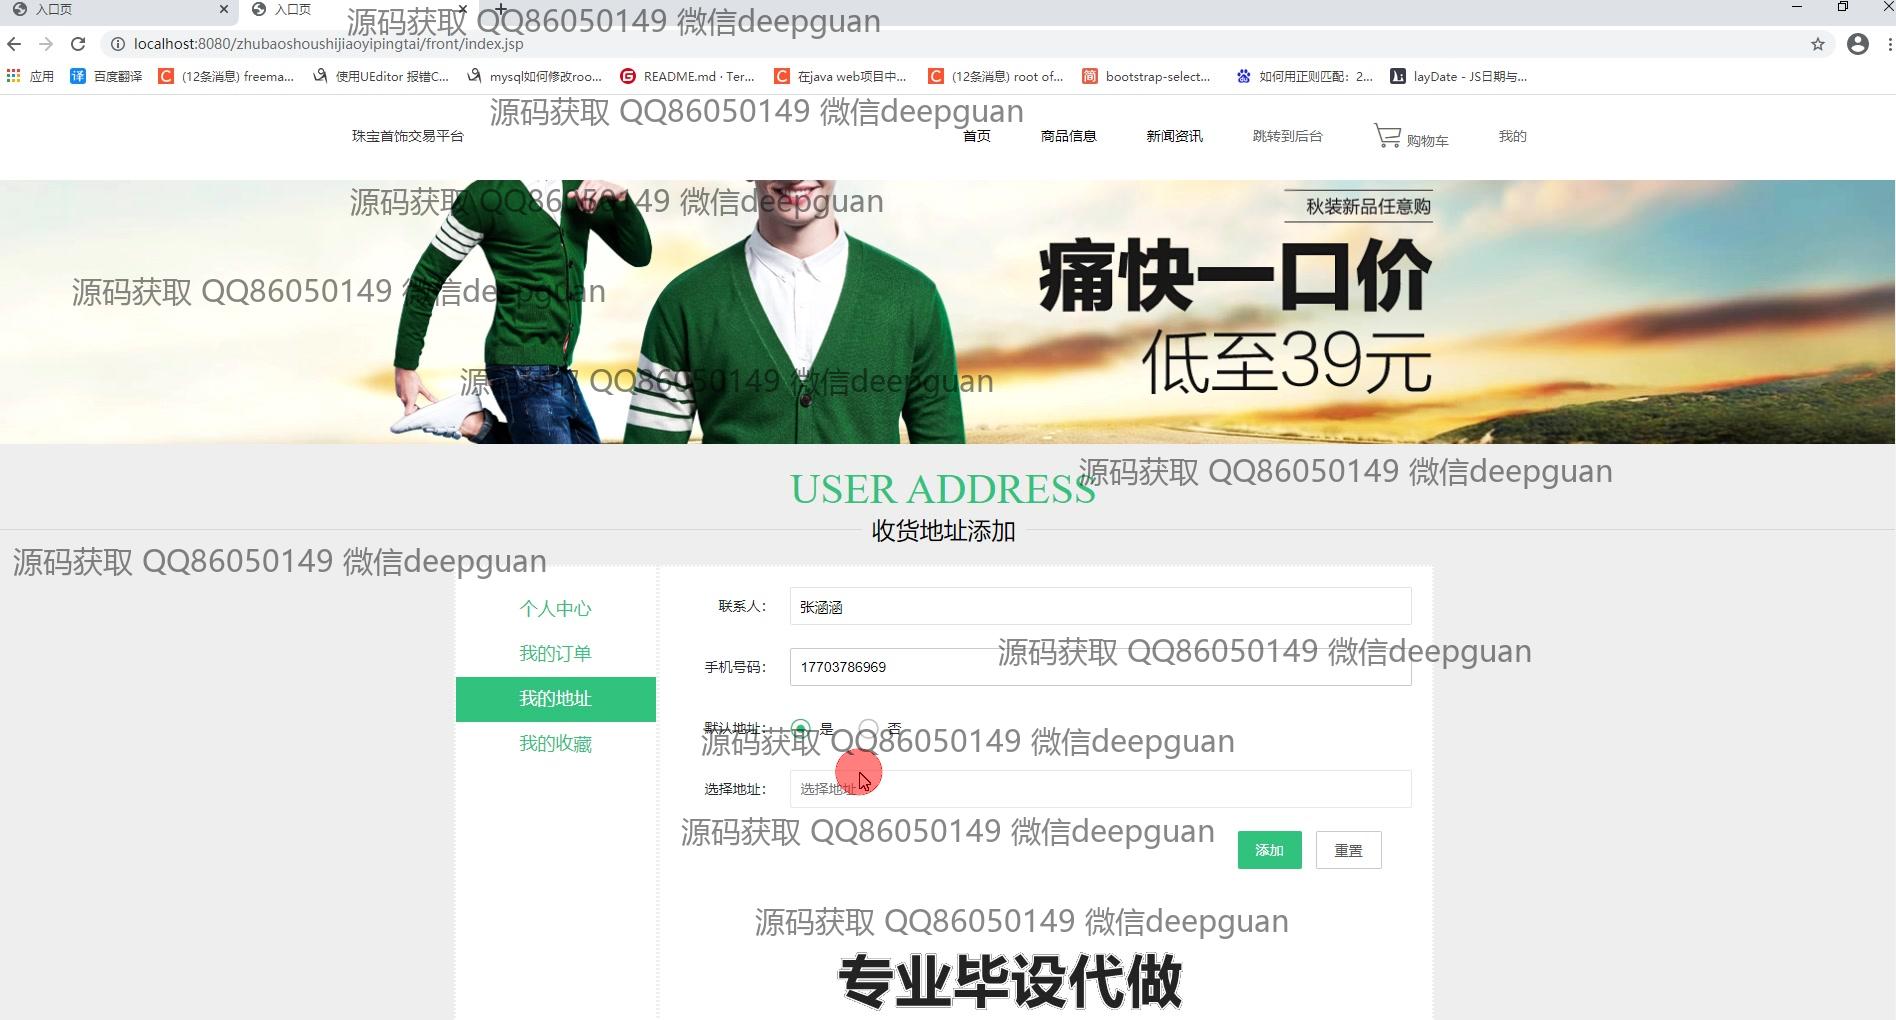 入口页
入口页
源码获取 QQ86050149 微信deepguan
localhost:8080/zhubaoshoushijiaoyipingtai/front/index.jsp
应用 百度翻译 (12条消息) freema... 使用UEditor 报错C... mysql如何修改roo... README.md · Ter... 在java web项目中... (12条消息) root of... bootstrap-select... 如何用正则匹配：2... layDate - JS日期与...
源码获取 QQ86050149 微信deepguan
珠宝首饰交易平台 首页 商品信息 新闻资讯 跳转到后台 购物车 我的
源码获取 QQ86050149 微信deepguan
秋装新品任意购
痛快一口价
源码获取 QQ86050149 微信deepguan
低至39元
源码获取 QQ86050149 微信deepguan
源码获取 QQ86050149 微信deepguan
USER ADDRESS
收货地址添加
源码获取 QQ86050149 微信deepguan
个人中心
我的订单
我的地址
我的收藏
联系人： 张涵涵
源码获取 QQ86050149 微信deepguan
手机号码： 17703786969
默认地址： 是 否
源码获取 QQ86050149 微信deepguan
选择地址： 选择地址
源码获取 QQ86050149 微信deepguan
添加 重置
源码获取 QQ86050149 微信deepguan
专业毕设代做